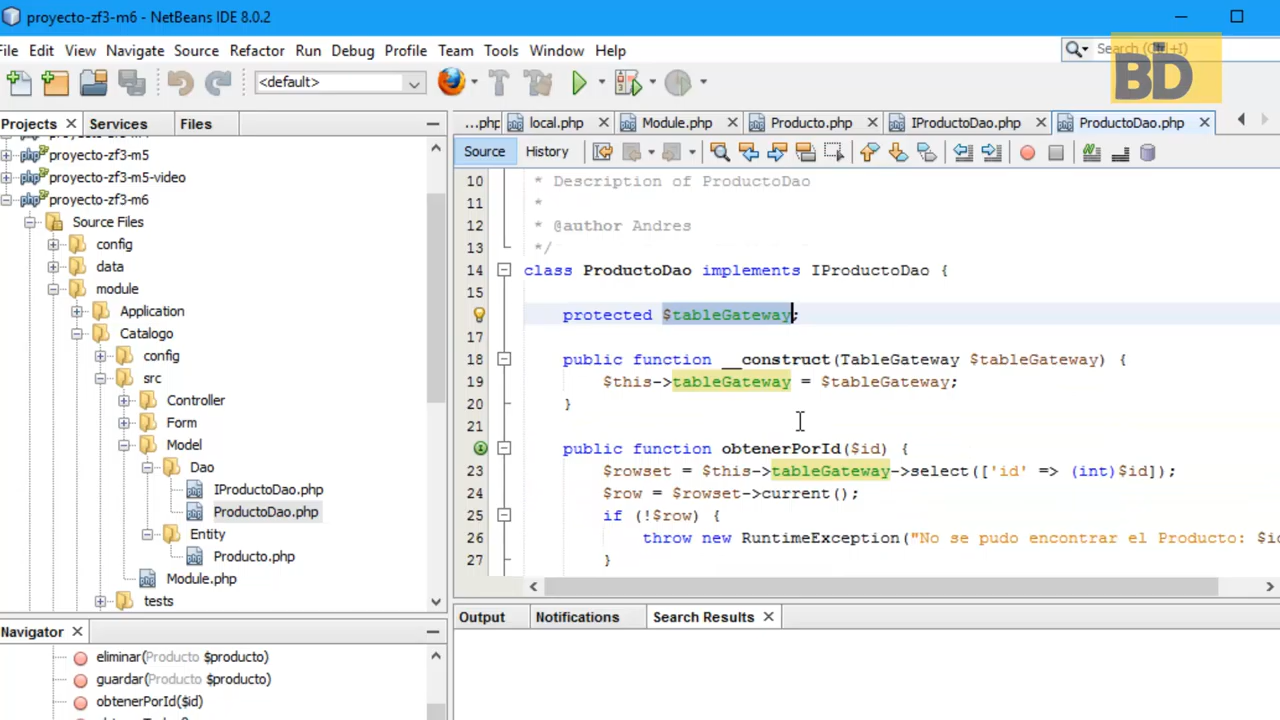 proyecto-zf3-m6 - NetBeans IDE 8.0.2
File Edit View Navigate Source Refactor Run Debug Profile Team Tools Window Help
Search (Ctrl+I)
BD
<default>
Projects Services Files
proyecto-zf3-m5
proyecto-zf3-m5-video
proyecto-zf3-m6
Source Files
config
data
module
Application
Catalogo
config
src
Controller
Form
Model
Dao
IProductoDao.php
ProductoDao.php
Entity
Producto.php
Module.php
tests
Navigator
eliminar(Producto $producto)
guardar(Producto $producto)
obtenerPorId($id)
...php local.php Module.php Producto.php IProductoDao.php ProductoDao.php
Source History
10 * Description of ProductoDao
11 *
12 * @author Andres
13 */
14 class ProductoDao implements IProductoDao {
15
protected $tableGateway;
17
18 public function __construct(TableGateway $tableGateway) {
19 $this->tableGateway = $tableGateway;
20 }
21
public function obtenerPorId($id) {
23 $rowset = $this->tableGateway->select(['id' => (int)$id]);
24 $row = $rowset->current();
25 if (!$row) {
26 throw new RuntimeException("No se pudo encontrar el Producto: $id
27 }
Output Notifications Search Results